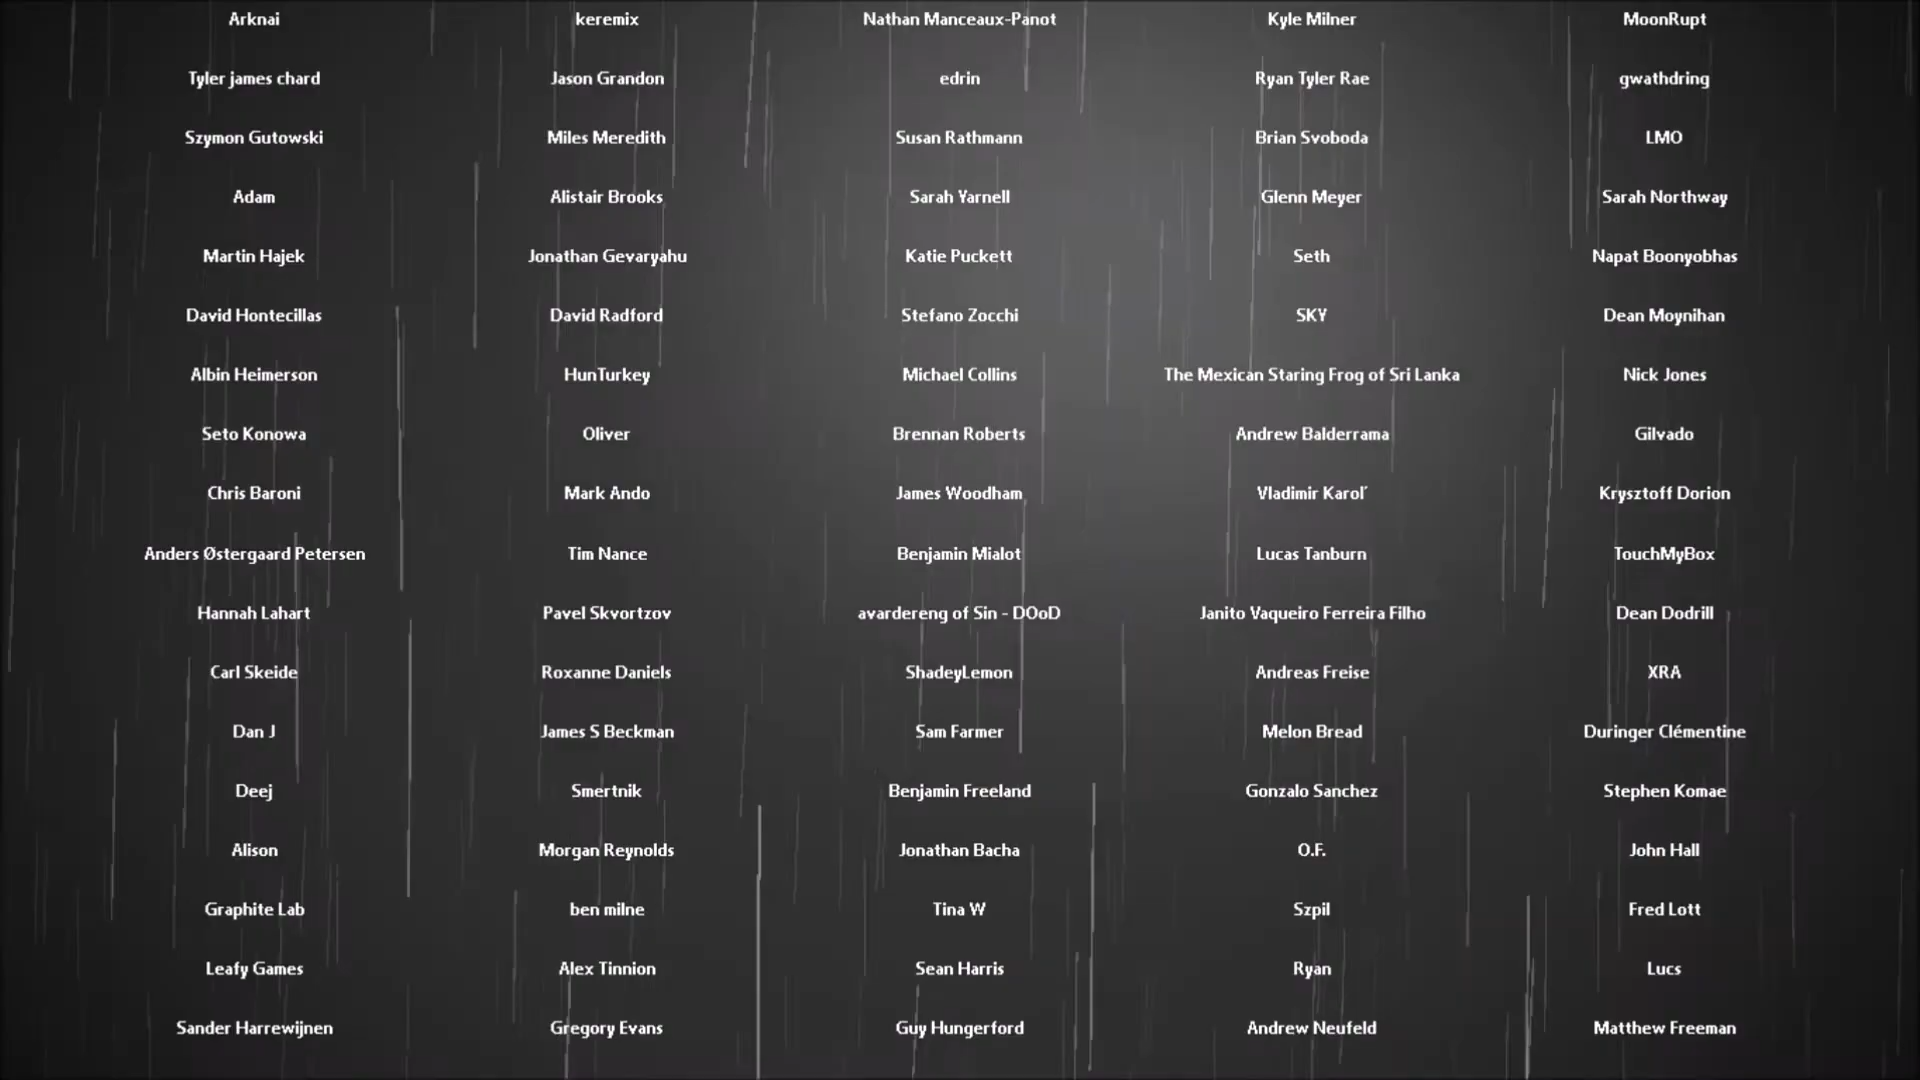 Arknai keremix Nathan Manceaux-Panot Kyle Milner MoonRupt
Tyler james chard Jason Grandon edrin Ryan Tyler Rae gwathdring
Szymon Gutowski Miles Meredith Susan Rathmann Brian Svoboda LMO
Adam Alistair Brooks Sarah Yarnell Glenn Meyer Sarah Northway
Martin Hajek Jonathan Gevaryahu Katie Puckett Seth Napat Boonyobhas
David Hontecillas David Radford Stefano Zocchi SKY Dean Moynihan
Albin Heimerson HunTurkey Michael Collins The Mexican Staring Frog of Sri Lanka Nick Jones
Seto Konowa Oliver Brennan Roberts Andrew Balderrama Gilvado
Chris Baroni Mark Ando James Woodham Vladimir Karoľ Krysztoff Dorion
Anders Østergaard Petersen Tim Nance Benjamin Mialot Lucas Tanburn TouchMyBox
Hannah Lahart Pavel Skvortzov avardereng of Sin - DOoD Janito Vaqueiro Ferreira Filho Dean Dodrill
Carl Skeide Roxanne Daniels ShadeyLemon Andreas Freise XRA
Dan J James S Beckman Sam Farmer Melon Bread Duringer Clémentine
Deej Smertnik Benjamin Freeland Gonzalo Sanchez Stephen Komae
Alison Morgan Reynolds Jonathan Bacha O.F. John Hall
Graphite Lab ben milne Tina W Szpil Fred Lott
Leafy Games Alex Tinnion Sean Harris Ryan Lucs
Sander Harrewijnen Gregory Evans Guy Hungerford Andrew Neufeld Matthew Freeman